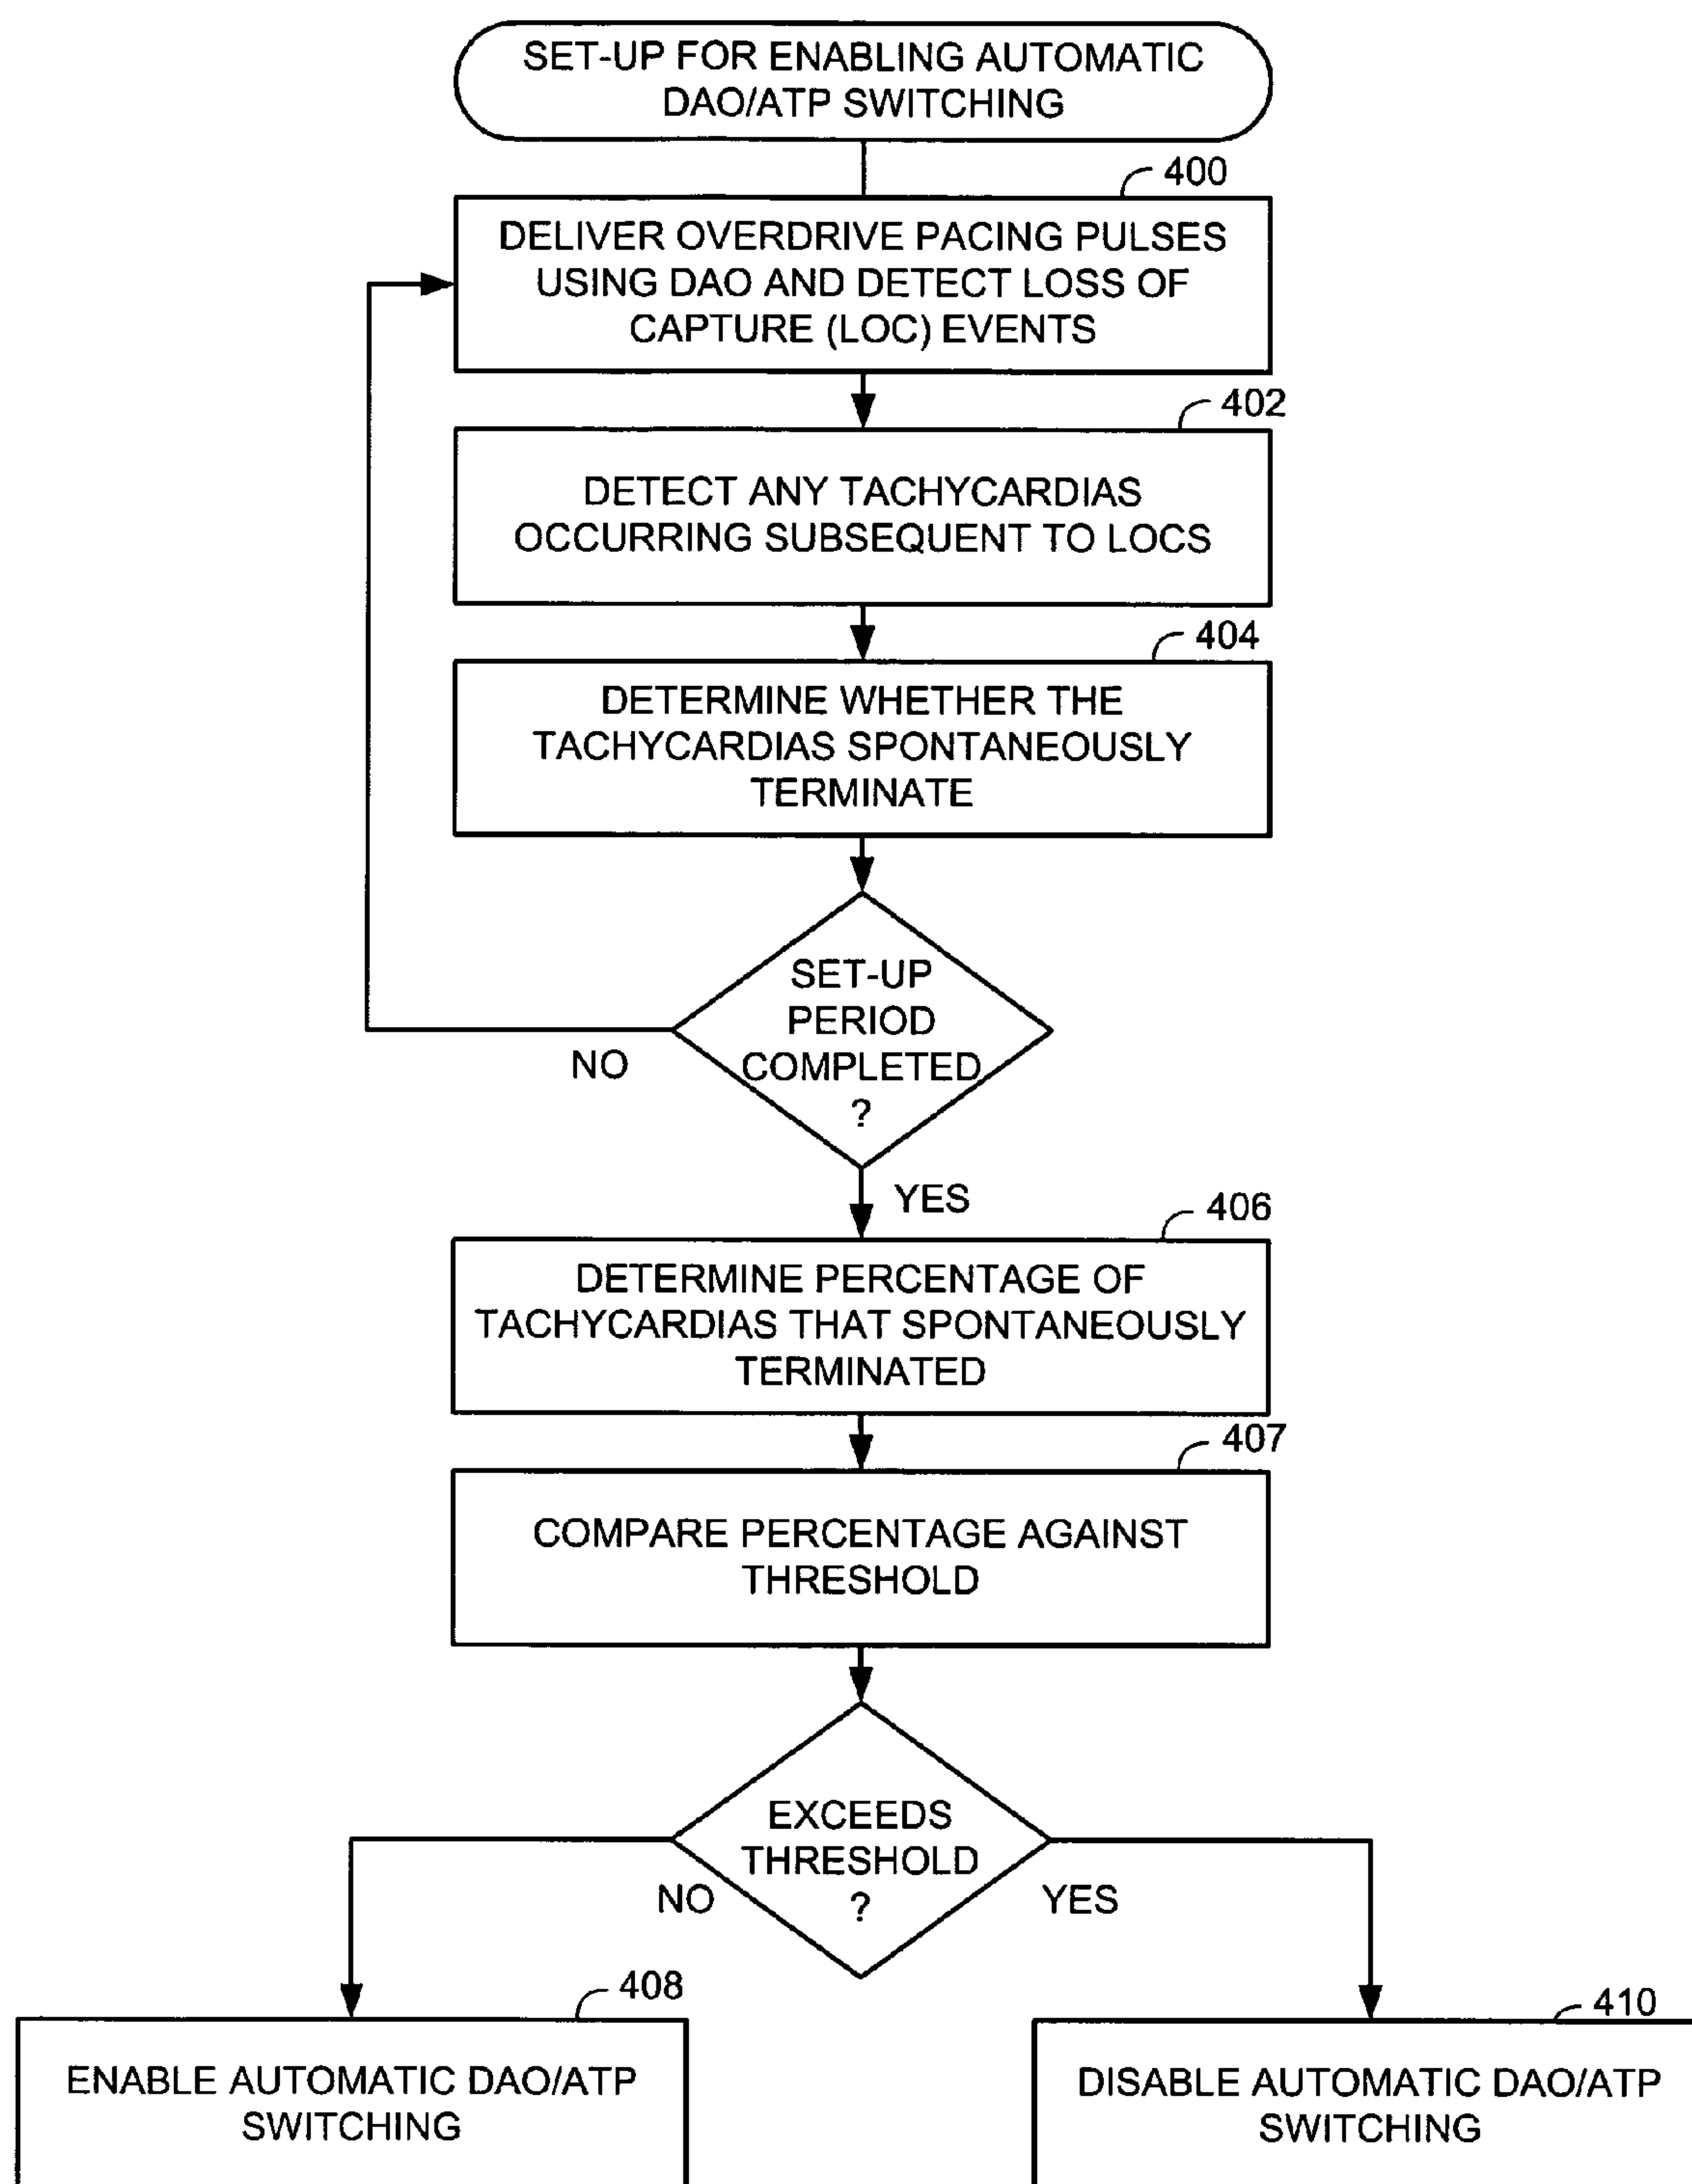 SET-UP FOR ENABLING AUTOMATIC
DAO/ATP SWITCHING
400
DELIVER OVERDRIVE PACING PULSES
USING DAO AND DETECT LOSS OF
CAPTURE (LOC) EVENTS
402
DETECT ANY TACHYCARDIAS
OCCURRING SUBSEQUENT TO LOCS
404
DETERMINE WHETHER THE
TACHYCARDIAS SPONTANEOUSLY
TERMINATE
SET-UP
PERIOD
COMPLETED
?
NO
YES
406
DETERMINE PERCENTAGE OF
TACHYCARDIAS THAT SPONTANEOUSLY
TERMINATED
407
COMPARE PERCENTAGE AGAINST
THRESHOLD
EXCEEDS
THRESHOLD
?
NO
YES
408
ENABLE AUTOMATIC DAO/ATP
SWITCHING
410
DISABLE AUTOMATIC DAO/ATP
SWITCHING